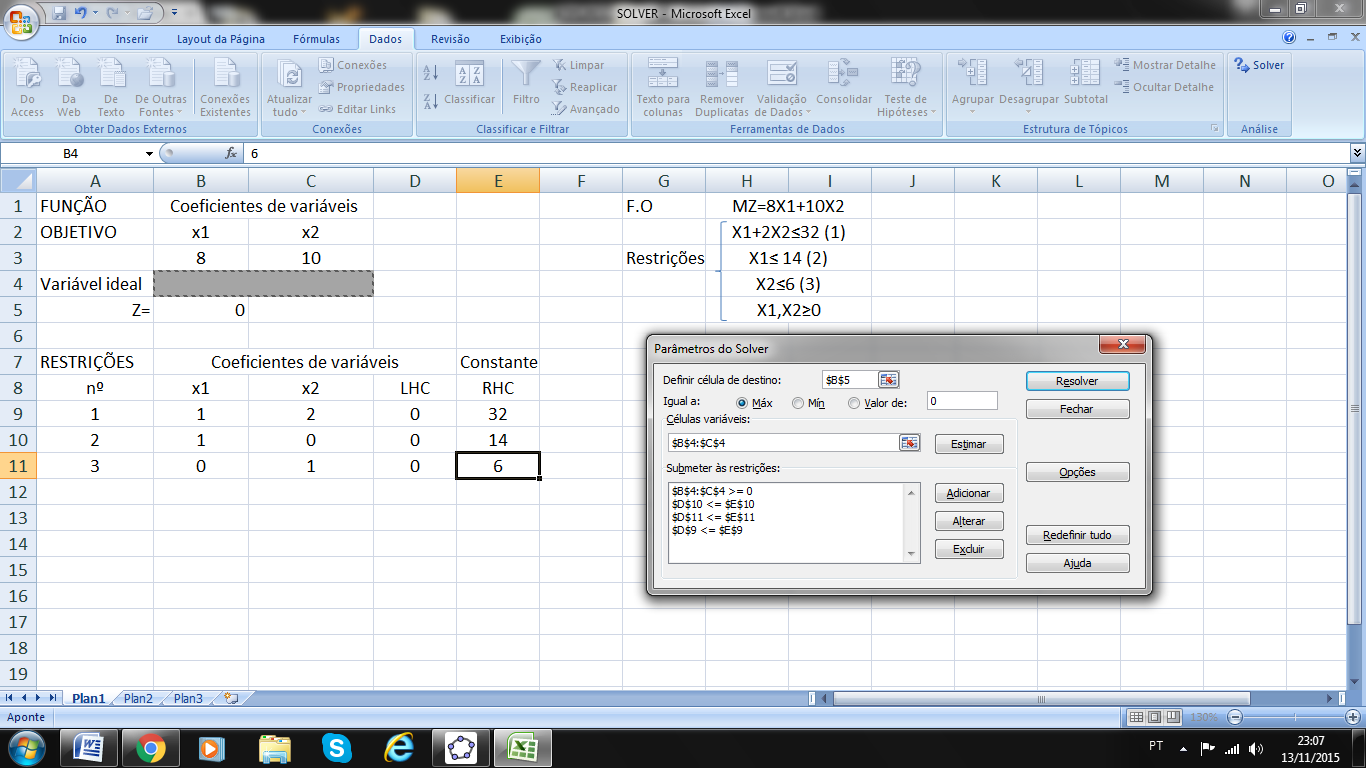 SOLVER - Microsoft Excel
Início Inserir Layout da Página Fórmulas Dados Revisão Exibição
Do Access
Da Web
De Texto
De Outras Fontes
Conexões Existentes
Obter Dados Externos
Atualizar tudo
Conexões
Propriedades
Editar Links
Conexões
Classificar
Filtro
Limpar
Reaplicar
Avançado
Classificar e Filtrar
Texto para colunas
Remover Duplicatas
Validação de Dados
Consolidar
Teste de Hipóteses
Ferramentas de Dados
Agrupar
Desagrupar
Subtotal
Mostrar Detalhe
Ocultar Detalhe
Estrutura de Tópicos
Solver
Análise
B4 fx 6
A B C D E F G H I J K L M N O
1 FUNÇÃO Coeficientes de variáveis F.O MZ=8X1+10X2
2 OBJETIVO x1 x2 X1+2X2≤32 (1)
3 8 10 Restrições X1≤ 14 (2)
4 Variável ideal X2≤6 (3)
5 Z= 0 X1,X2≥0
6
7 RESTRIÇÕES Coeficientes de variáveis Constante
8 nº x1 x2 LHC RHC
9 1 1 2 0 32
10 2 1 0 0 14
11 3 0 1 0 6
12
13
14
15
16
17
18
19
Parâmetros do Solver
Definir célula de destino: $B$5 Resolver
Igual a: Máx Mín Valor de: 0 Fechar
Células variáveis:
$B$4:$C$4 Estimar
Submeter às restrições: Opções
$B$4:$C$4 >= 0
$D$10 <= $E$10
$D$11 <= $E$11
$D$9 <= $E$9
Adicionar
Alterar
Excluir
Redefinir tudo
Ajuda
Plan1 Plan2 Plan3
Aponte 130%
PT 23:07
13/11/2015